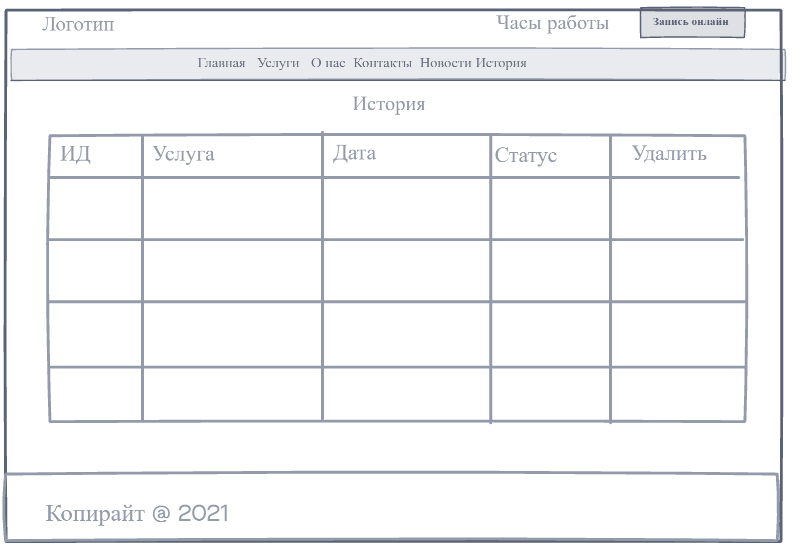 Логотип Часы работы Запись онлайн
Главная Услуги О нас Контакты Новости История
История
ИД Услуга Дата Статус Удалить
Копирайт @ 2021